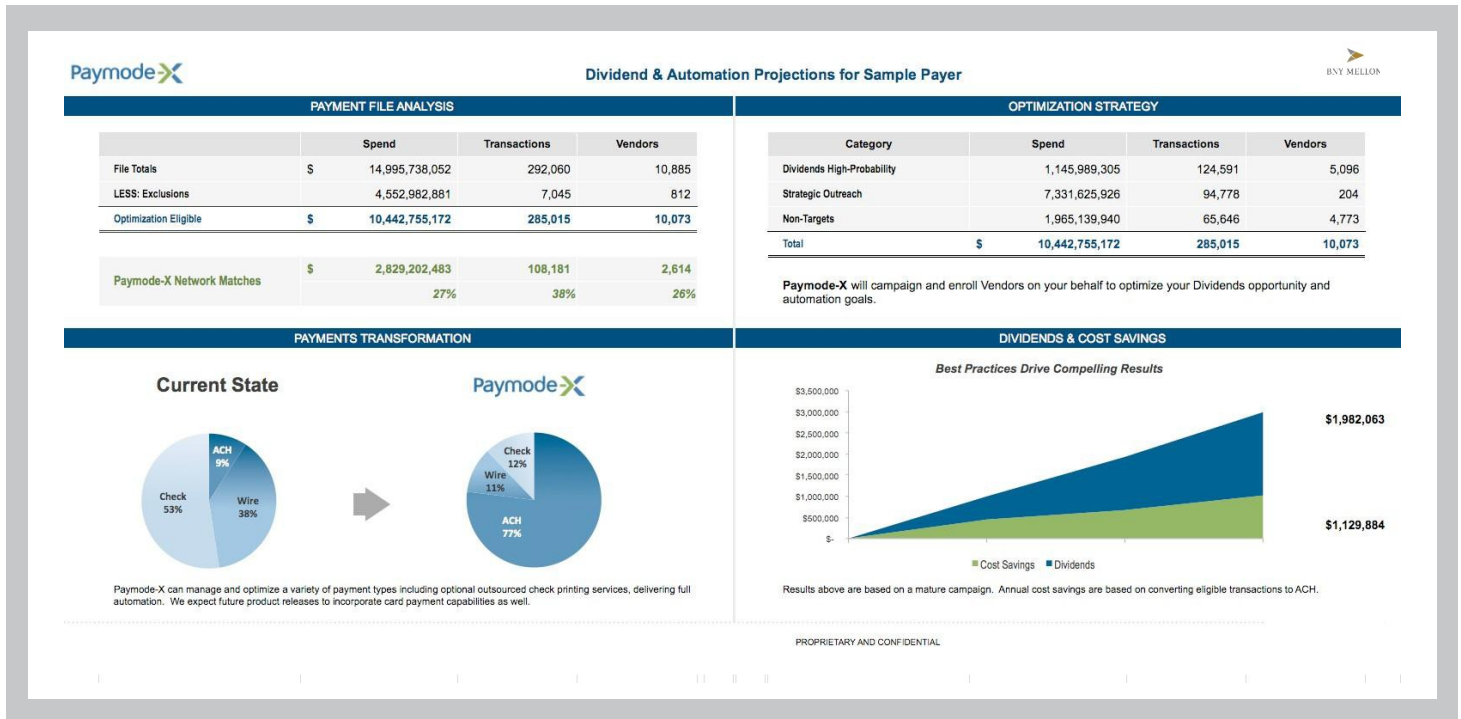 Paymode-X
Dividend & Automation Projections for Sample Payer
BNY MELLON
PAYMENT FILE ANALYSIS
Spend Transactions Vendors
File Totals $ 14,995,738,052 292,060 10,885
LESS: Exclusions 4,552,982,881 7,045 812
Optimization Eligible $ 10,442,755,172 285,015 10,073
Paymode-X Network Matches $ 2,829,202,483 108,181 2,614
27% 38% 26%
OPTIMIZATION STRATEGY
Category Spend Transactions Vendors
Dividends High-Probability 1,145,989,305 124,591 5,096
Strategic Outreach 7,331,625,926 94,778 204
Non-Targets 1,965,139,940 65,646 4,773
Total $ 10,442,755,172 285,015 10,073
Paymode-X will campaign and enroll Vendors on your behalf to optimize your Dividends opportunity and
automation goals.
PAYMENTS TRANSFORMATION
Current State
ACH
9%
Wire
38%
Check
53%
Paymode-X
Check
12%
Wire
11%
ACH
77%
Paymode-X can manage and optimize a variety of payment types including optional outsourced check printing services, delivering full
automation. We expect future product releases to incorporate card payment capabilities as well.
DIVIDENDS & COST SAVINGS
Best Practices Drive Compelling Results
$3,500,000
$3,000,000
$2,500,000
$2,000,000
$1,500,000
$1,000,000
$500,000
$-
$1,982,063
$1,129,884
Cost Savings Dividends
Results above are based on a mature campaign. Annual cost savings are based on converting eligible transactions to ACH.
PROPRIETARY AND CONFIDENTIAL